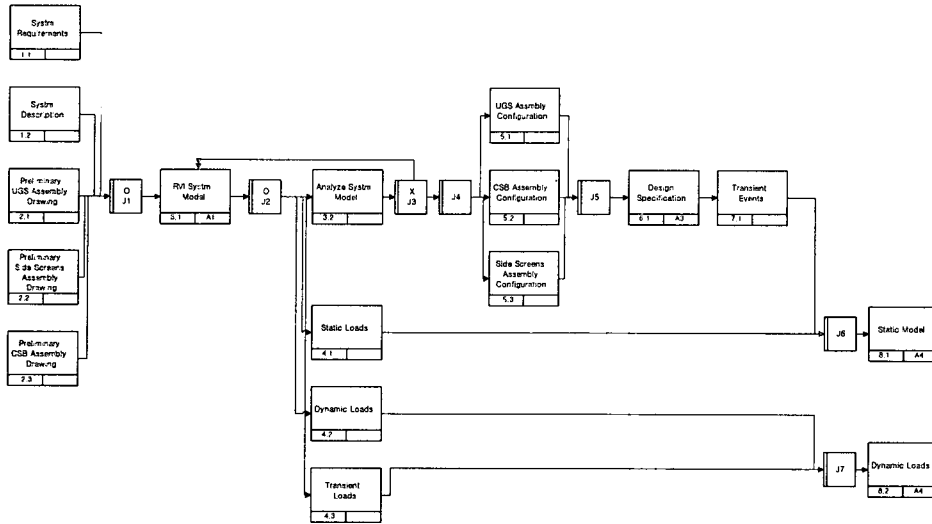 Systm
Requirements
1.1
Systm
Description
1.2
Preliminary
UGS Assembly
Drawing
2.1
Preliminary
Side Screens
Assembly
Drawing
2.2
Preliminary
CSB Assembly
Drawing
2.3
O
J1
RVI Systm
Modal
3.1 A1
O
J2
Analyze Systm
Model
3.2
X
J3
J4
UGS Asmbly
Configuration
5.1
CSB Assembly
Configuration
5.2
Side Screens
Assembly
Configuration
5.3
J5
Design
Specification
6.1 A3
Transient
Events
7.1
Static Loads
4.1
Dynamic Loads
4.2
Transient
Loads
4.3
J6
Static Model
8.1 A4
J7
Dynamic Loads
8.2 A4